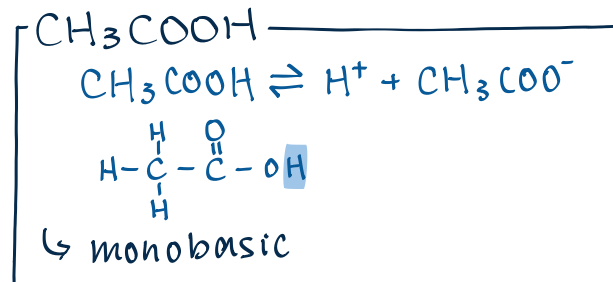 CH3COOH
CH3COOH ⇌ H+ + CH3COO-
H O
H-C-C-OH
H
↳ monobasic